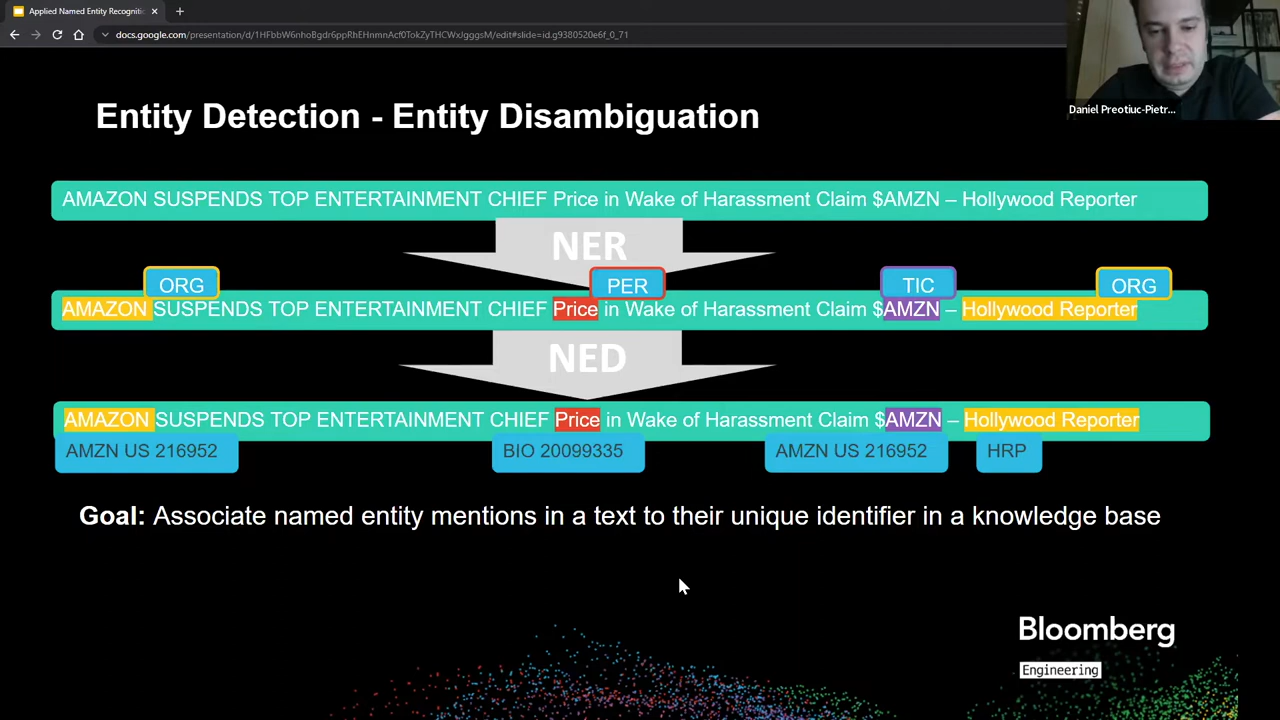 Applied Named Entity Recogniti
docs.google.com/presentation/d/1HFbbW6nhoBgdr6ppRhEHnmnAcf0TokZyTHCWxJgggsM/edit#slide=id.g9380520e6f_0_71
Daniel Preotiuc-Pietr...
Entity Detection - Entity Disambiguation
AMAZON SUSPENDS TOP ENTERTAINMENT CHIEF Price in Wake of Harassment Claim $AMZN – Hollywood Reporter
NER
ORG PER TIC ORG
AMAZON SUSPENDS TOP ENTERTAINMENT CHIEF Price in Wake of Harassment Claim $AMZN – Hollywood Reporter
NED
AMAZON SUSPENDS TOP ENTERTAINMENT CHIEF Price in Wake of Harassment Claim $AMZN – Hollywood Reporter
AMZN US 216952 BIO 20099335 AMZN US 216952 HRP
Goal: Associate named entity mentions in a text to their unique identifier in a knowledge base
Bloomberg
Engineering